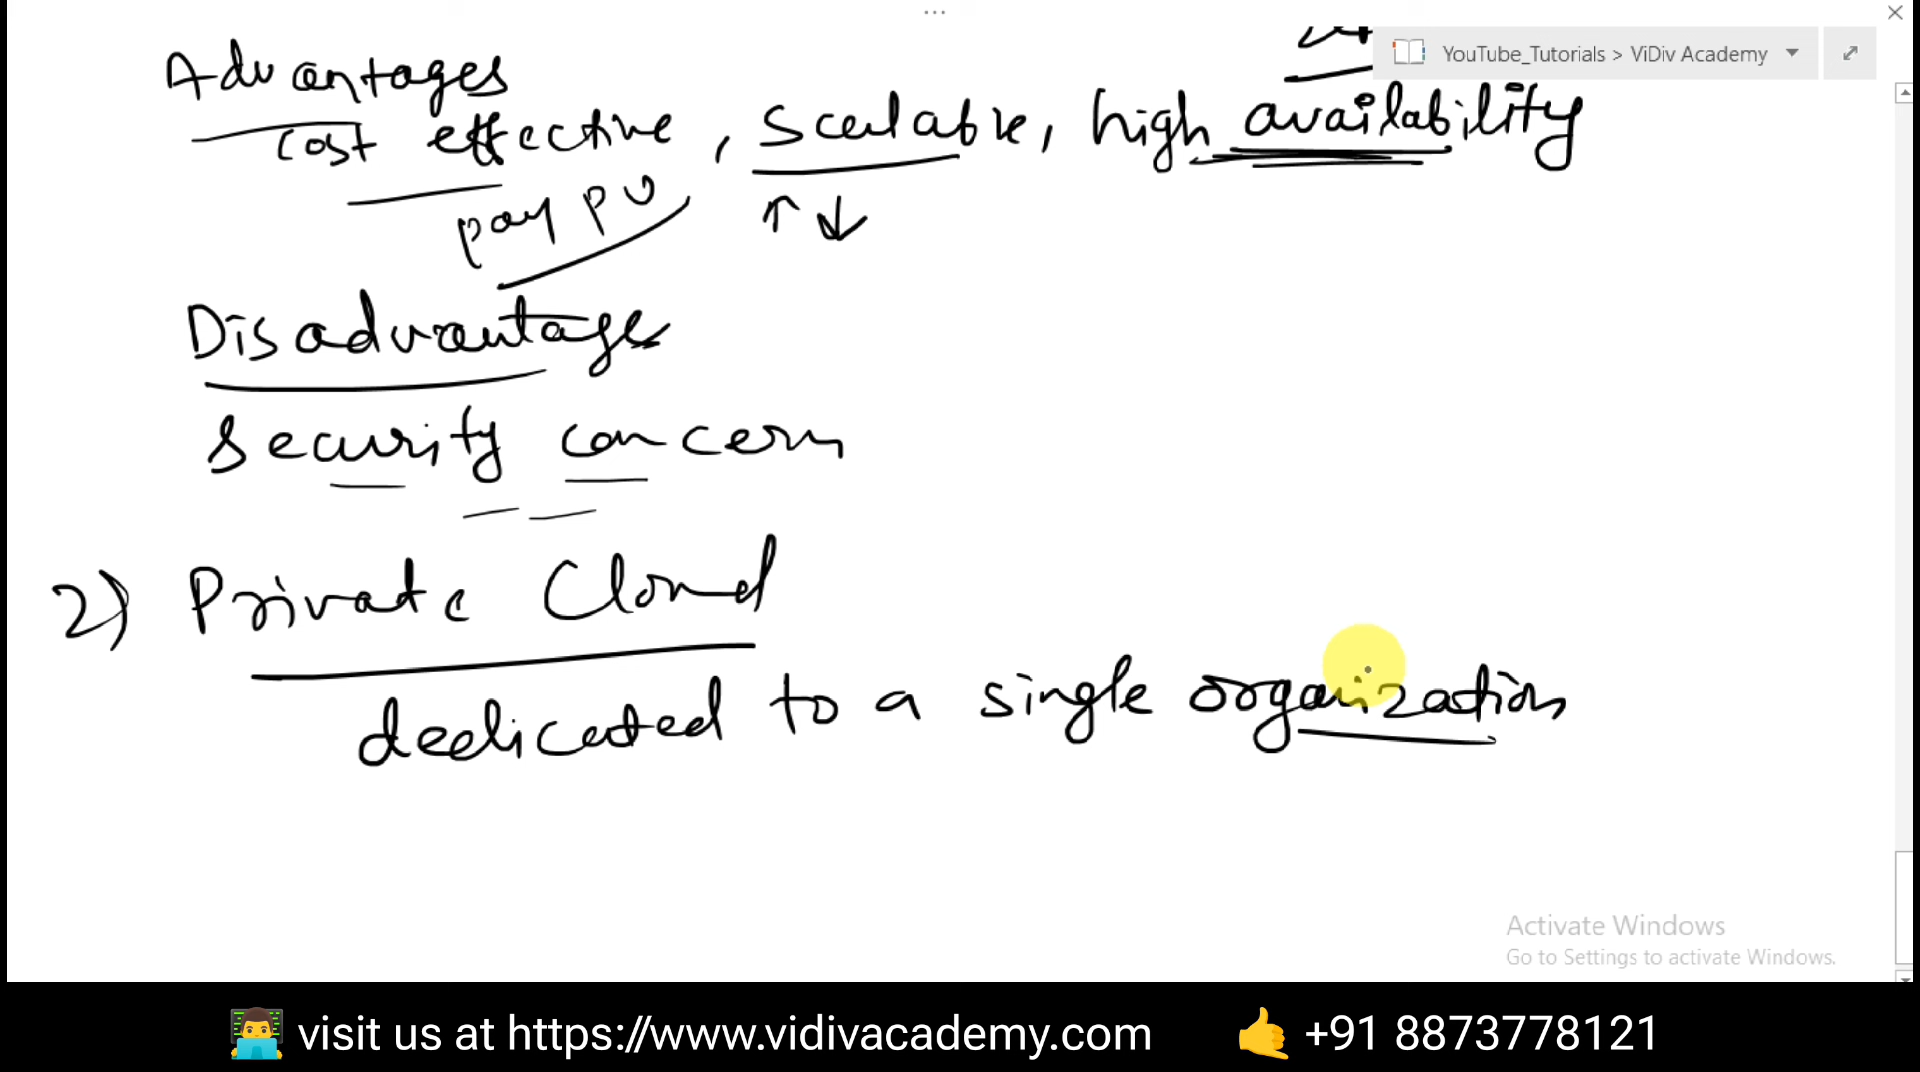 YouTube_Tutorials > ViDiv Academy
Advantages
cost effective, scalable, high availability
pay PU ↑ ↓
Disadvantages
Security concern
2) Private Cloud
dedicated to a single organization
Activate Windows
Go to Settings to activate Windows.
visit us at https://www.vidivacademy.com +91 8873778121